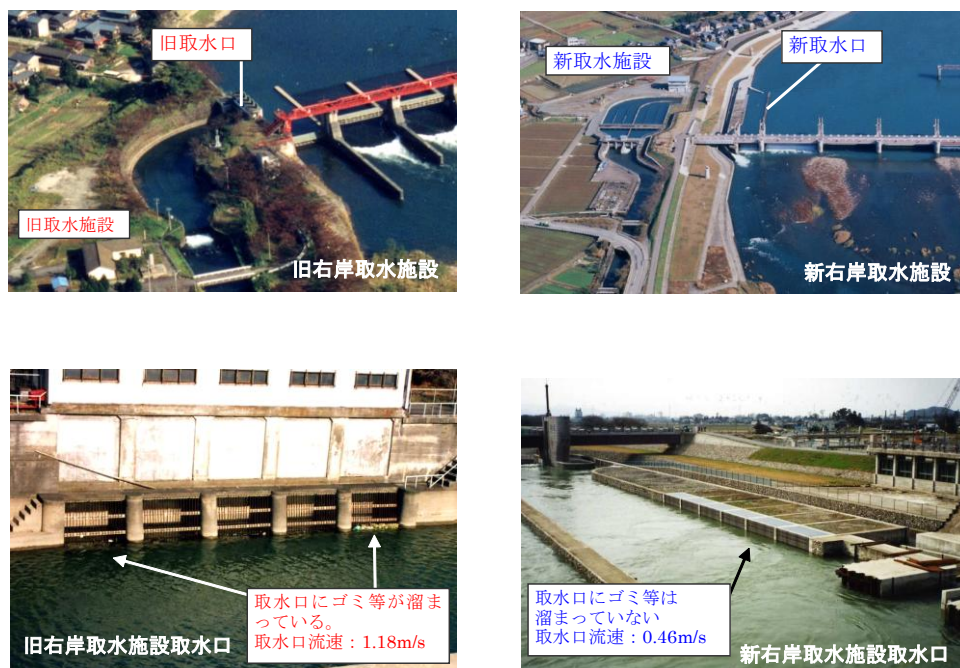 旧取水口
旧取水施設
旧右岸取水施設
新取水施設
新取水口
新右岸取水施設
取水口にゴミ等が溜ま
っている。
取水口流速：1.18m/s
旧右岸取水施設取水口
取水口にゴミ等は
溜まっていない
取水口流速：0.46m/s
新右岸取水施設取水口